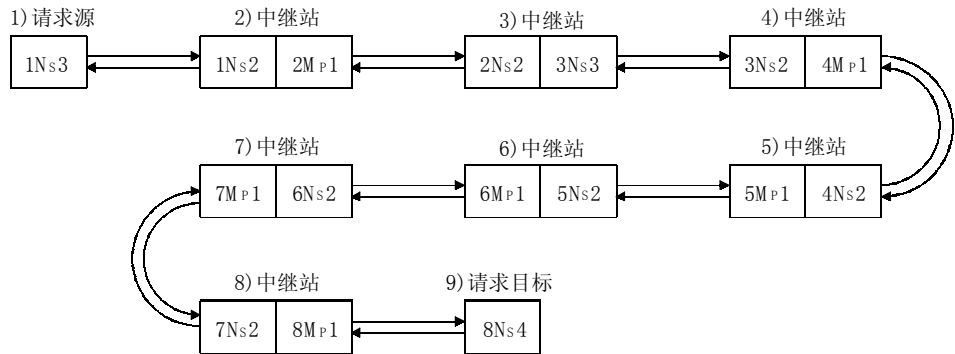 1)请求源
2)中继站
3)中继站
4)中继站
1Ns3
1Ns2 2MP1
2Ns2 3Ns3
3Ns2 4MP1
7)中继站
6)中继站
5)中继站
7MP1 6Ns2
6MP1 5Ns2
5MP1 4Ns2
8)中继站
9)请求目标
7Ns2 8MP1
8Ns4